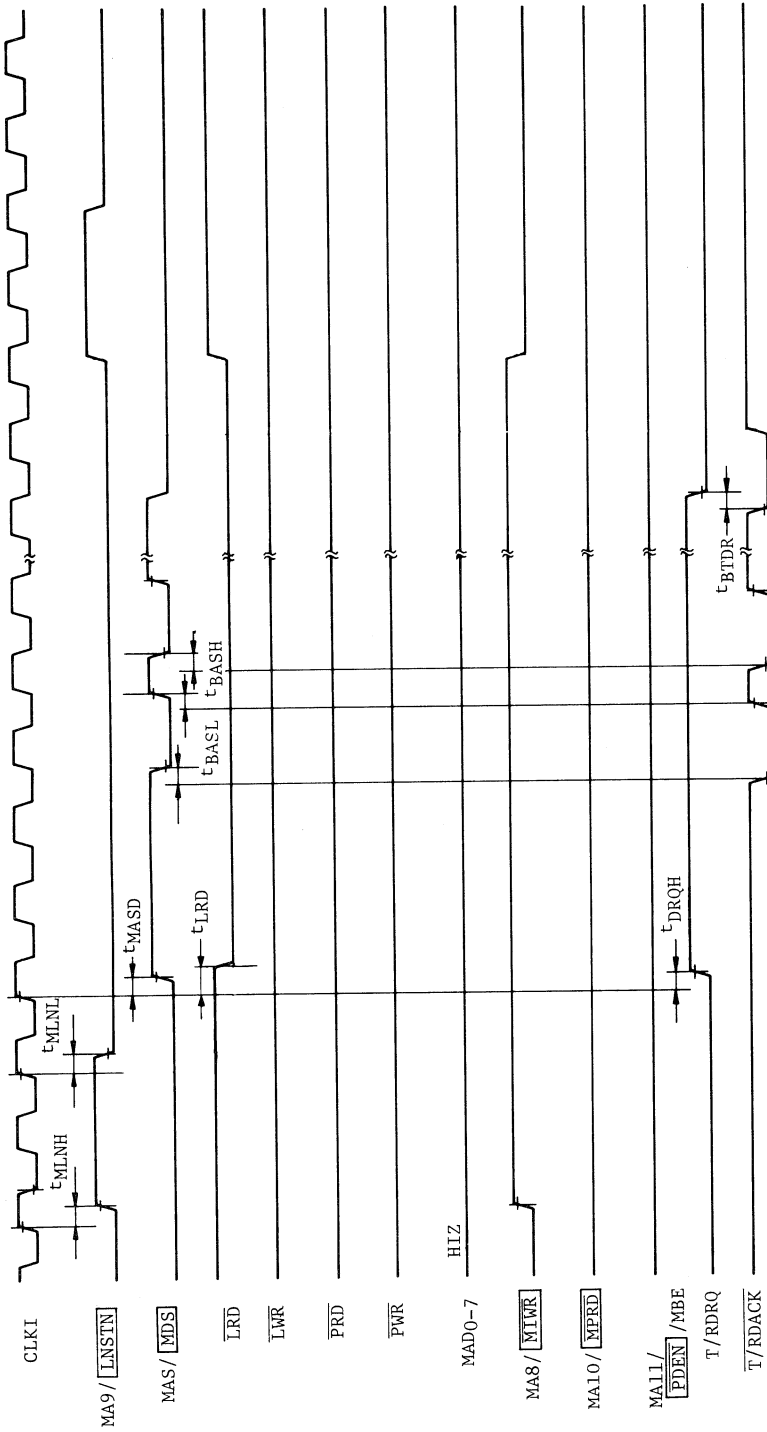 CLKI
MA9/LNSTN
MAS/MDS
LRD
LWR
PRD
PWR
MAD0-7
MA8/MIWR
MA10/MPRD
MA11/
PDEN/MBE
T/RDRQ
T/RDACK
HIZ
tMLNH
tMLNL
tMASD
tLRD
tBASL
tBASH
tDRQH
tBTDR